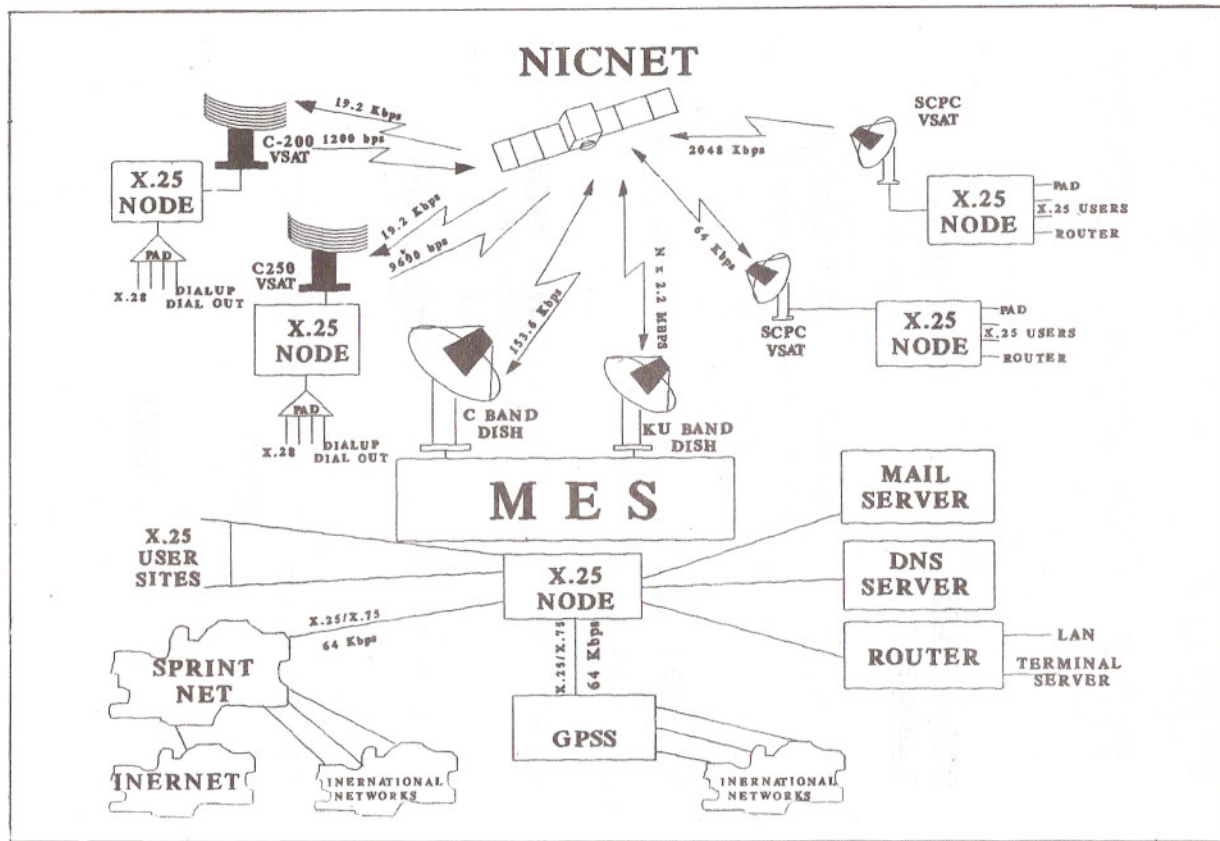 NICNET
19.2 Kbps
C-200 1200 bps
VSAT
X.25
NODE
PAD
X.28
DIALUP
DIAL OUT
19.2 Kbps
9600 bps
C250
VSAT
X.25
NODE
PAD
X.28
DIALUP
DIAL OUT
153.6 Kbps
N x 2.2 MBPS
64 Kbps
2048 Kbps
SCPC
VSAT
X.25
NODE
PAD
X.25 USERS
ROUTER
SCPC
VSAT
X.25
NODE
PAD
X.25 USERS
ROUTER
C BAND
DISH
KU BAND
DISH
M E S
X.25
USER
SITES
X.25
NODE
MAIL
SERVER
DNS
SERVER
ROUTER
LAN
TERMINAL
SERVER
X.25/X.75
64 Kbps
X.25/X.75
64 Kbps
SPRINT
NET
GPSS
INERNET
INERNATIONAL
NETWORKS
INERNATIONAL
NETWORKS